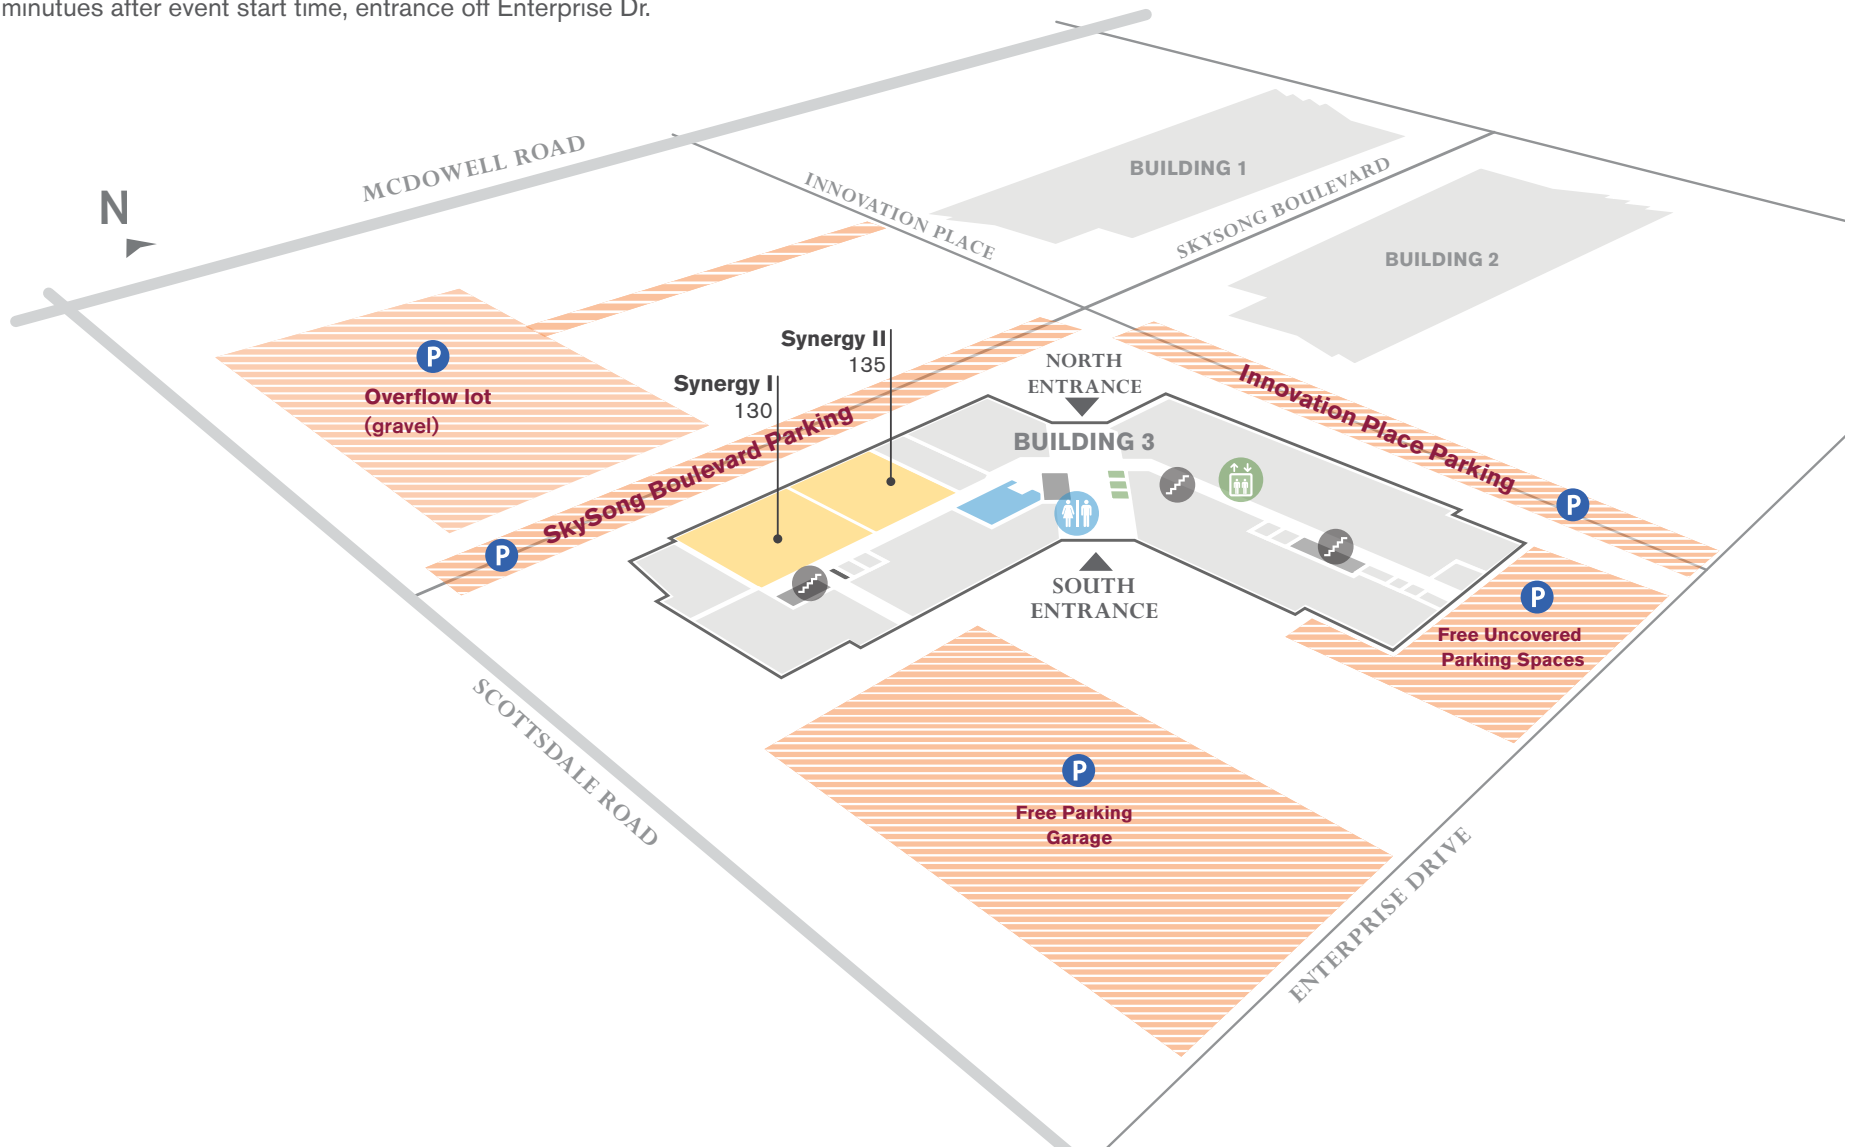 minutues after event start time, entrance off Enterprise Dr.
MCDOWELL ROAD
N
INNOVATION PLACE
BUILDING 1
SKYSONG BOULEVARD
BUILDING 2
P
Overflow lot
(gravel)
Synergy II
135
Synergy I
130
NORTH
ENTRANCE
BUILDING 3
Innovation Place Parking
P
SkySong Boulevard Parking
P
SOUTH
ENTRANCE
P
Free Uncovered
Parking Spaces
SCOTTSDALE ROAD
P
Free Parking
Garage
ENTERPRISE DRIVE